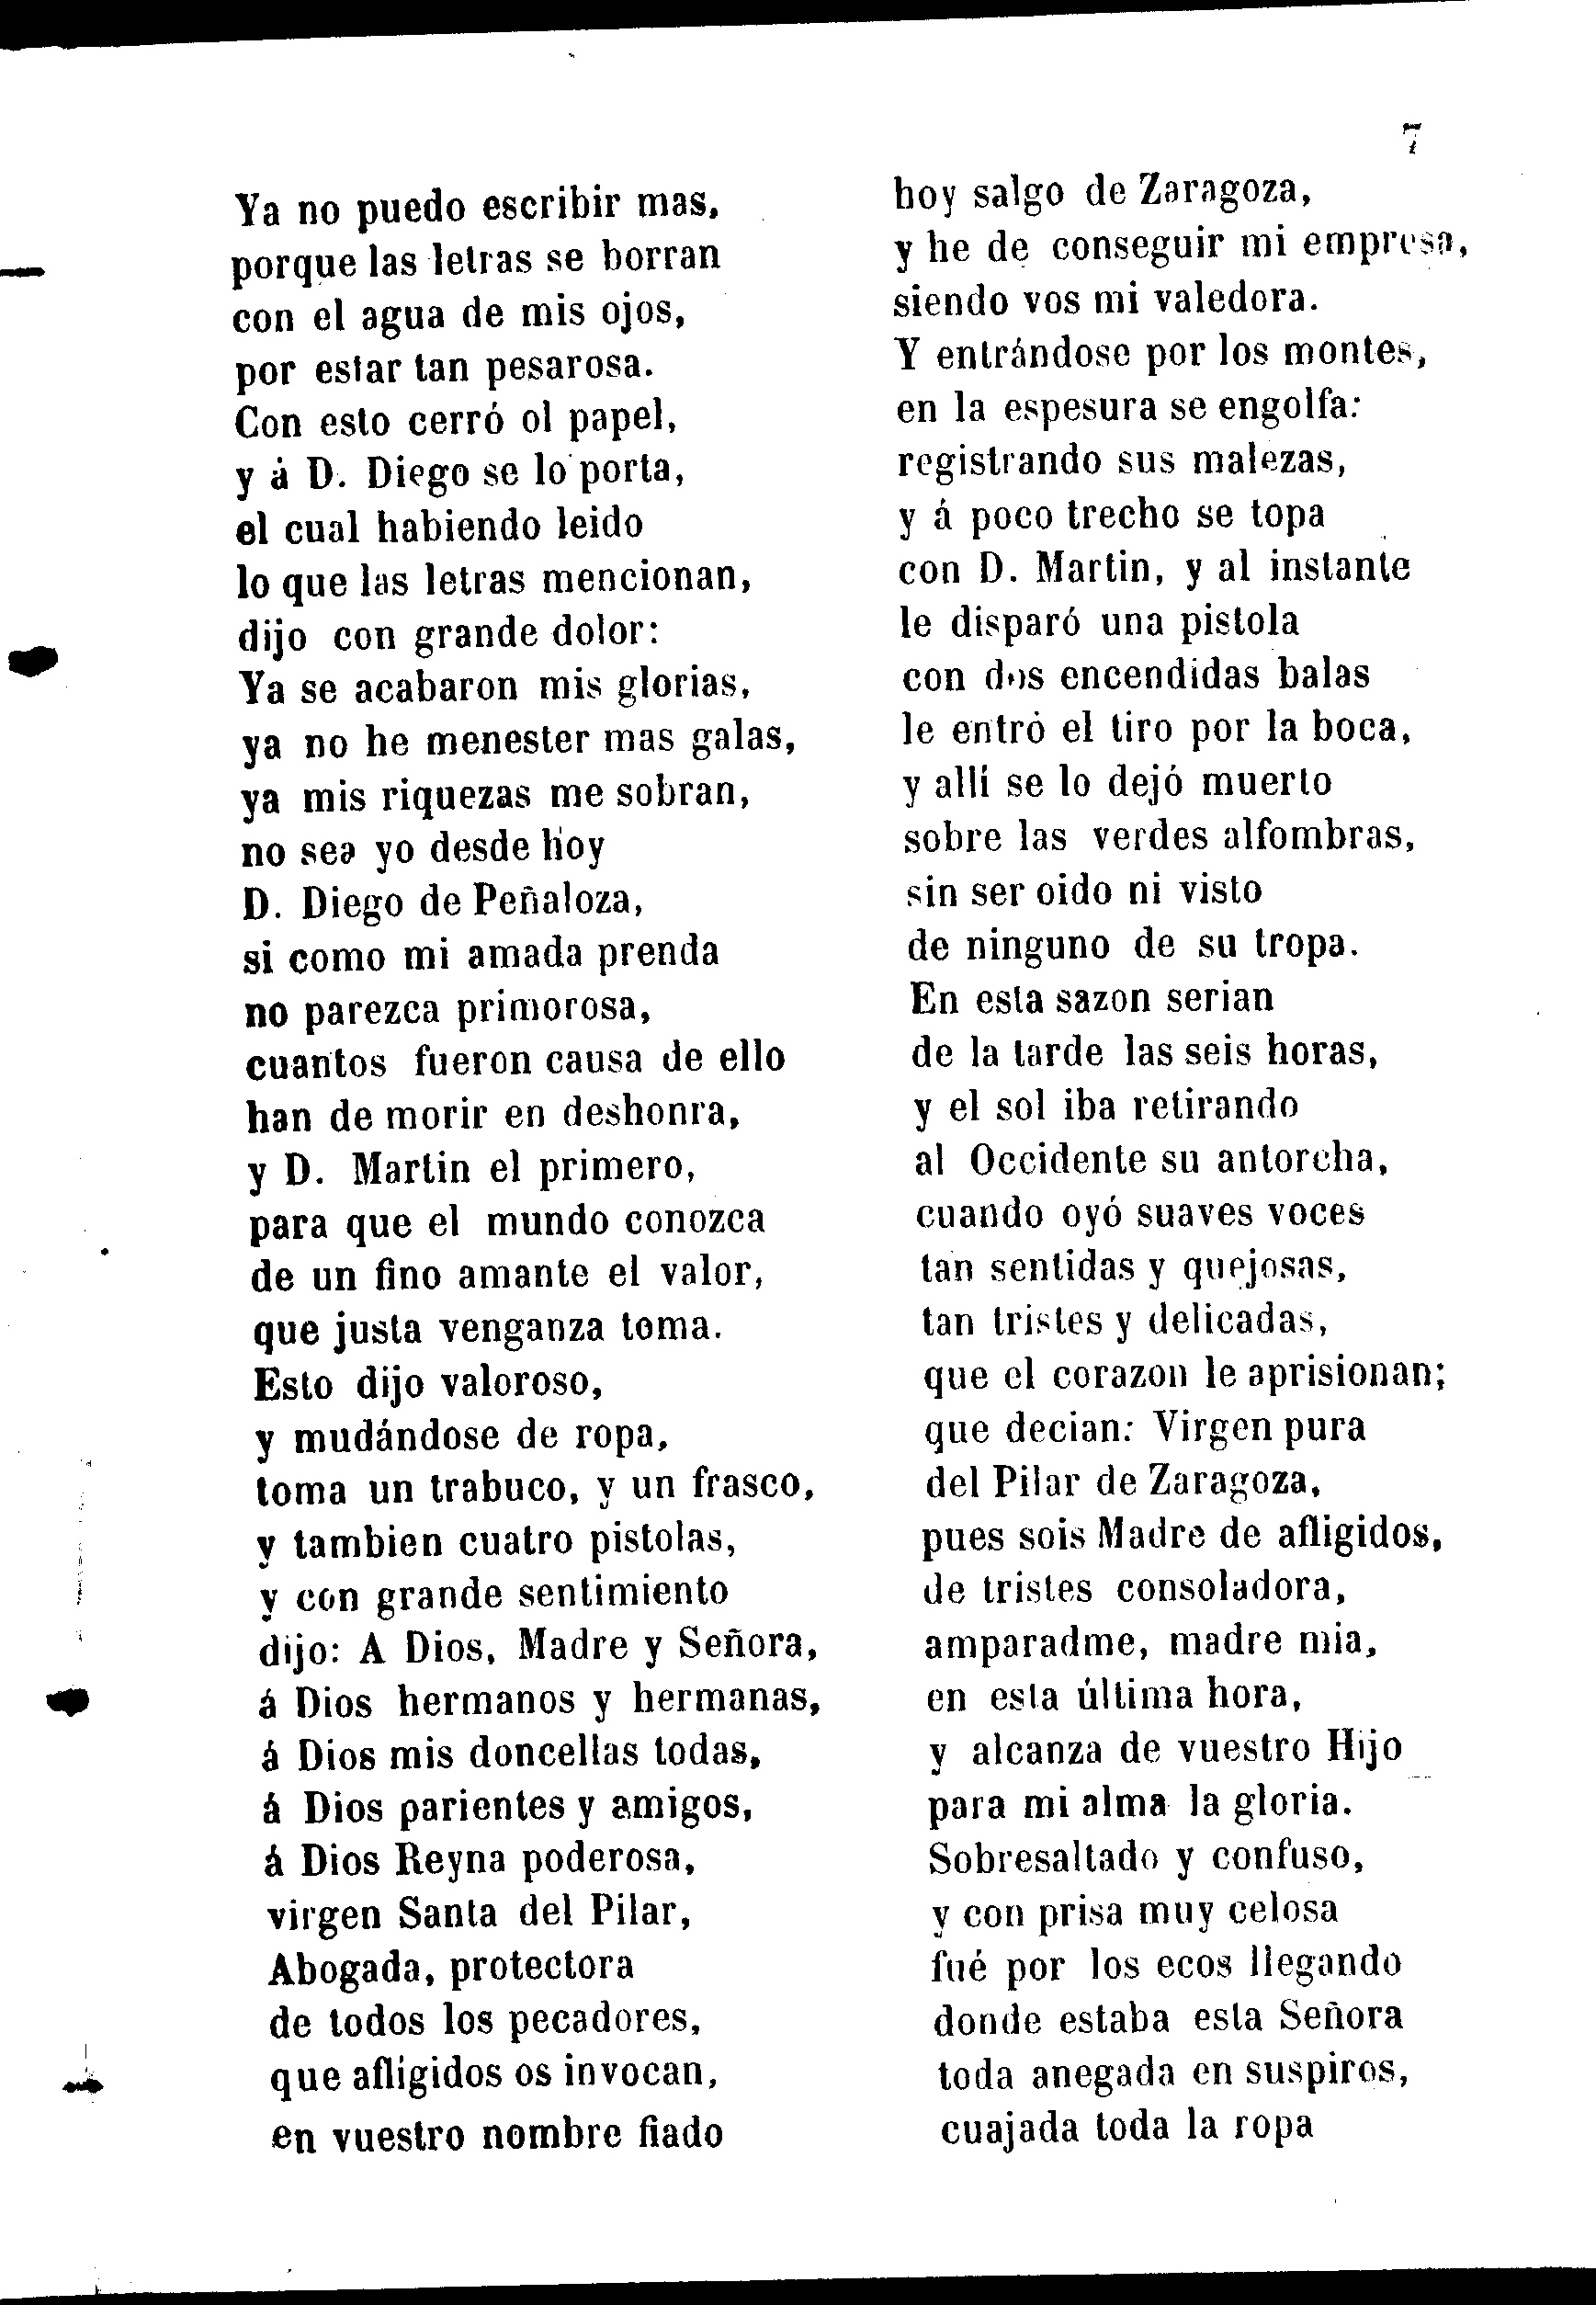 7
Ya no puedo escribir mas,
porque las letras se borran
con el agua de mis ojos,
por estar tan pesarosa.
Con esto cerró ol papel,
y á D. Diego se lo porta,
el cual habiendo leido
lo que las letras mencionan,
dijo con grande dolor:
Ya se acabaron mis glorias,
ya no he menester mas galas,
ya mis riquezas me sobran,
no sea yo desde hoy
D. Diego de Peñaloza,
si como mi amada prenda
no parezca primorosa,
cuantos fueron causa de ello
han de morir en deshonra,
y D. Martin el primero,
para que el mundo conozca
de un fino amante el valor,
que justa venganza toma.
Esto dijo valoroso,
y mudándose de ropa,
toma un trabuco, y un frasco,
y tambien cuatro pistolas,
y con grande sentimiento
dijo: A Dios, Madre y Señora,
á Dios hermanos y hermanas,
á Dios mis doncellas todas,
á Dios parientes y amigos,
á Dios Reyna poderosa,
virgen Santa del Pilar,
Abogada, protectora
de todos los pecadores,
que afligidos os invocan,
en vuestro nombre fiado
hoy salgo de Zaragoza,
y he de conseguir mi empresa,
siendo vos mi valedora.
Y entrándose por los montes,
en la espesura se engolfa:
registrando sus malezas,
y á poco trecho se topa
con D. Martin, y al instante
le disparó una pistola
con dos encendidas balas
le entró el tiro por la boca,
y allí se lo dejó muerto
sobre las verdes alfombras,
sin ser oido ni visto
de ninguno de su tropa.
En esta sazon serian
de la tarde las seis horas,
y el sol iba retirando
al Occidente su antorcha,
cuando oyó suaves voces
tan sentidas y quejosas,
tan tristes y delicadas,
que el corazon le aprisionan;
que decian: Virgen pura
del Pilar de Zaragoza,
pues sois Madre de afligidos,
de tristes consoladora,
amparadme, madre mia,
en esta última hora,
y alcanza de vuestro Hijo
para mi alma la gloria.
Sobresaltado y confuso,
y con prisa muy celosa
fué por los ecos llegando
donde estaba esta Señora
toda anegada en suspiros,
cuajada toda la ropa